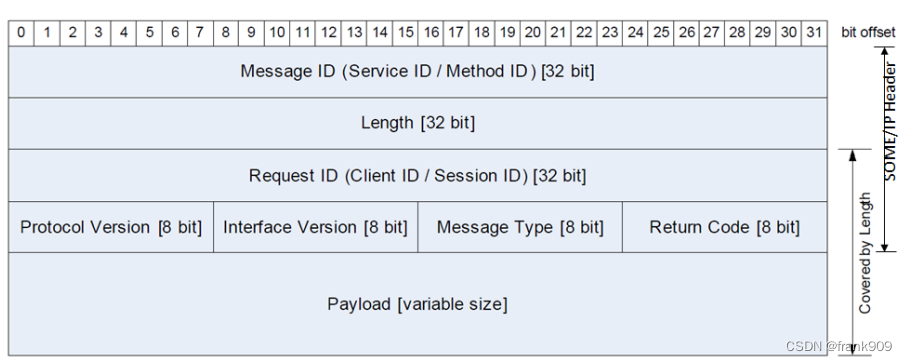 0 1 2 3 4 5 6 7 8 9 10 11 12 13 14 15 16 17 18 19 20 21 22 23 24 25 26 27 28 29 30 31 bit offset
Message ID (Service ID / Method ID) [32 bit]
Length [32 bit]
SOME/IP Header
Request ID (Client ID / Session ID) [32 bit]
Protocol Version [8 bit] Interface Version [8 bit] Message Type [8 bit] Return Code [8 bit]
Covered by Length
Payload [variable size]
CSDN @frank909